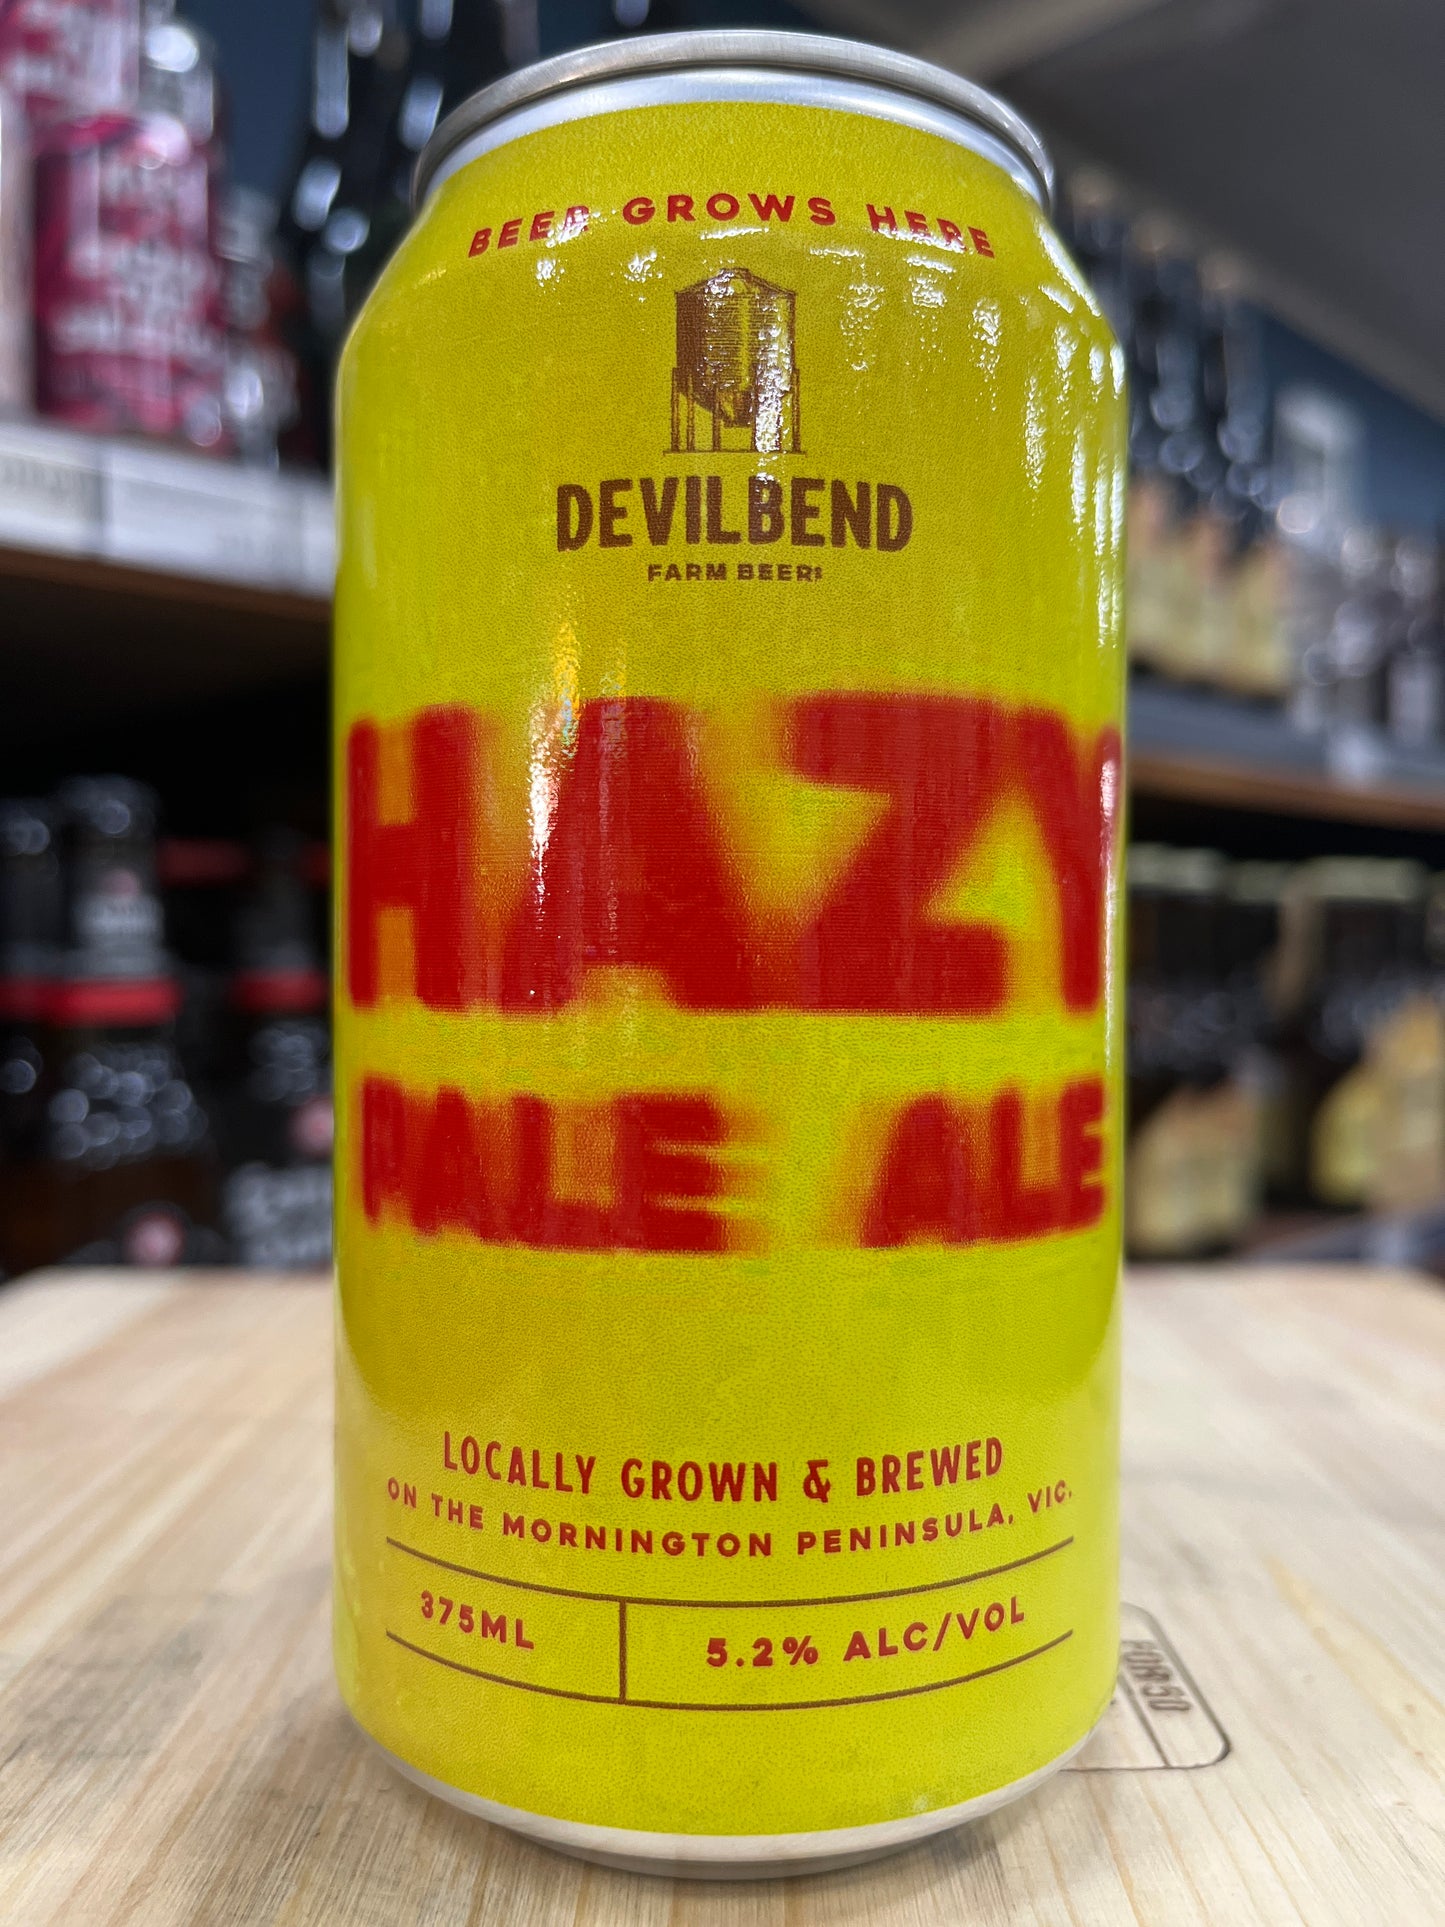 BEER GROWS HERE
DEVILBEND
FARM BEER
HAZY
PALE ALE
LOCALLY GROWN & BREWED
ON THE MORNINGTON PENINSULA, VIC.
375ML
5.2% ALC/VOL